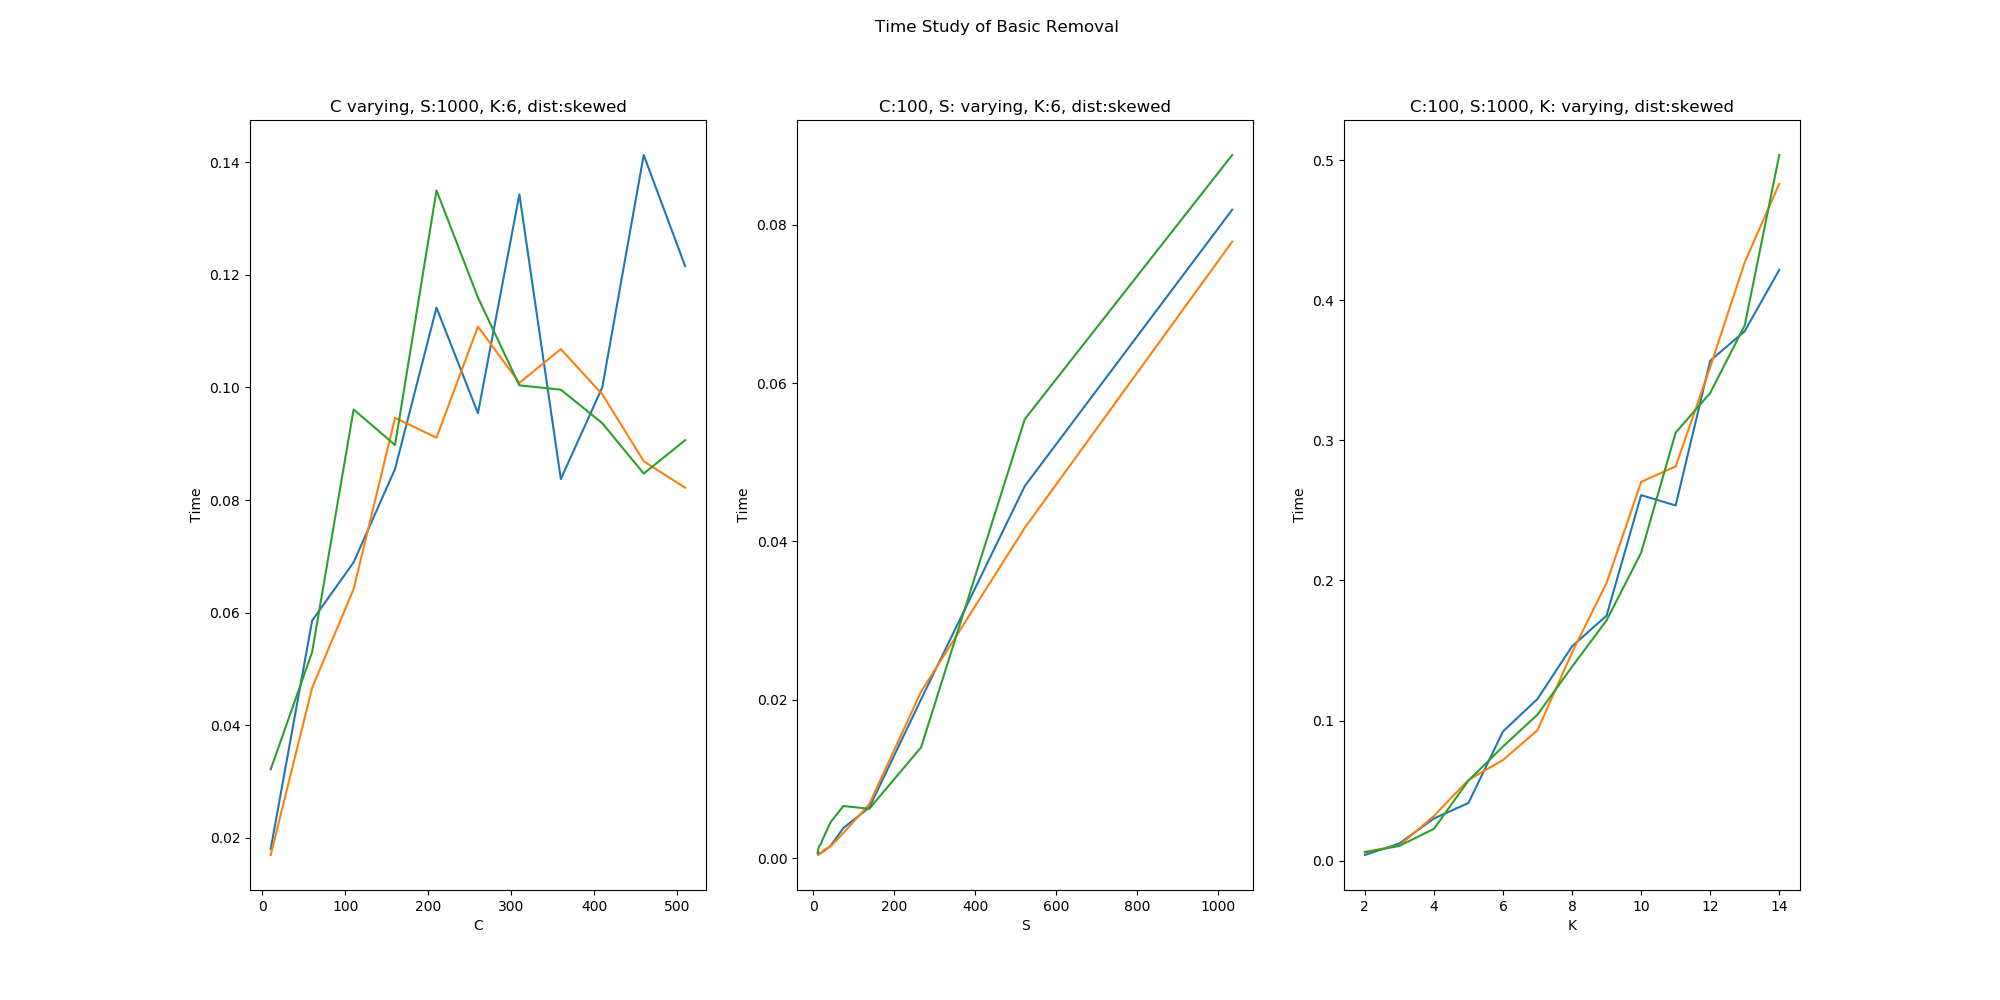 Time Study of Basic Removal
C varying, S:1000, K:6, dist:skewed
0.14
0.12
0.10
0.08
0.06
0.04
0.02
Time
0 100 200 300 400 500
C
C:100, S: varying, K:6, dist:skewed
0.08
0.06
0.04
0.02
0.00
Time
0 200 400 600 800 1000
S
C:100, S:1000, K: varying, dist:skewed
0.5
0.4
0.3
0.2
0.1
0.0
Time
2 4 6 8 10 12 14
K